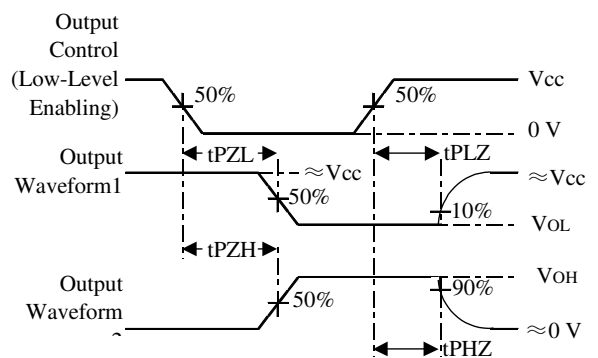 Output
Control
(Low-Level
Enabling)
50%
50%
Vcc
0 V
tPZL
tPLZ
Output
Waveform1
≈Vcc
50%
≈Vcc
10%
VOL
tPZH
Output
Waveform
50%
VOH
90%
≈0 V
tPHZ